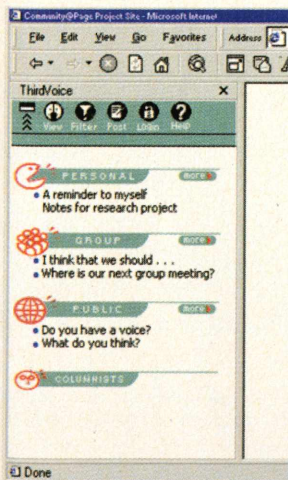 Community@Page Project Site - Microsoft Internet
File Edit View Go Favorites Address
ThirdVoice
View Filter Post Login Help
PERSONAL more
A reminder to myself
Notes for research project
GROUP more
I think that we should . . .
Where is our next group meeting?
PUBLIC more
Do you have a voice?
What do you think?
COLUMNISTS
Done